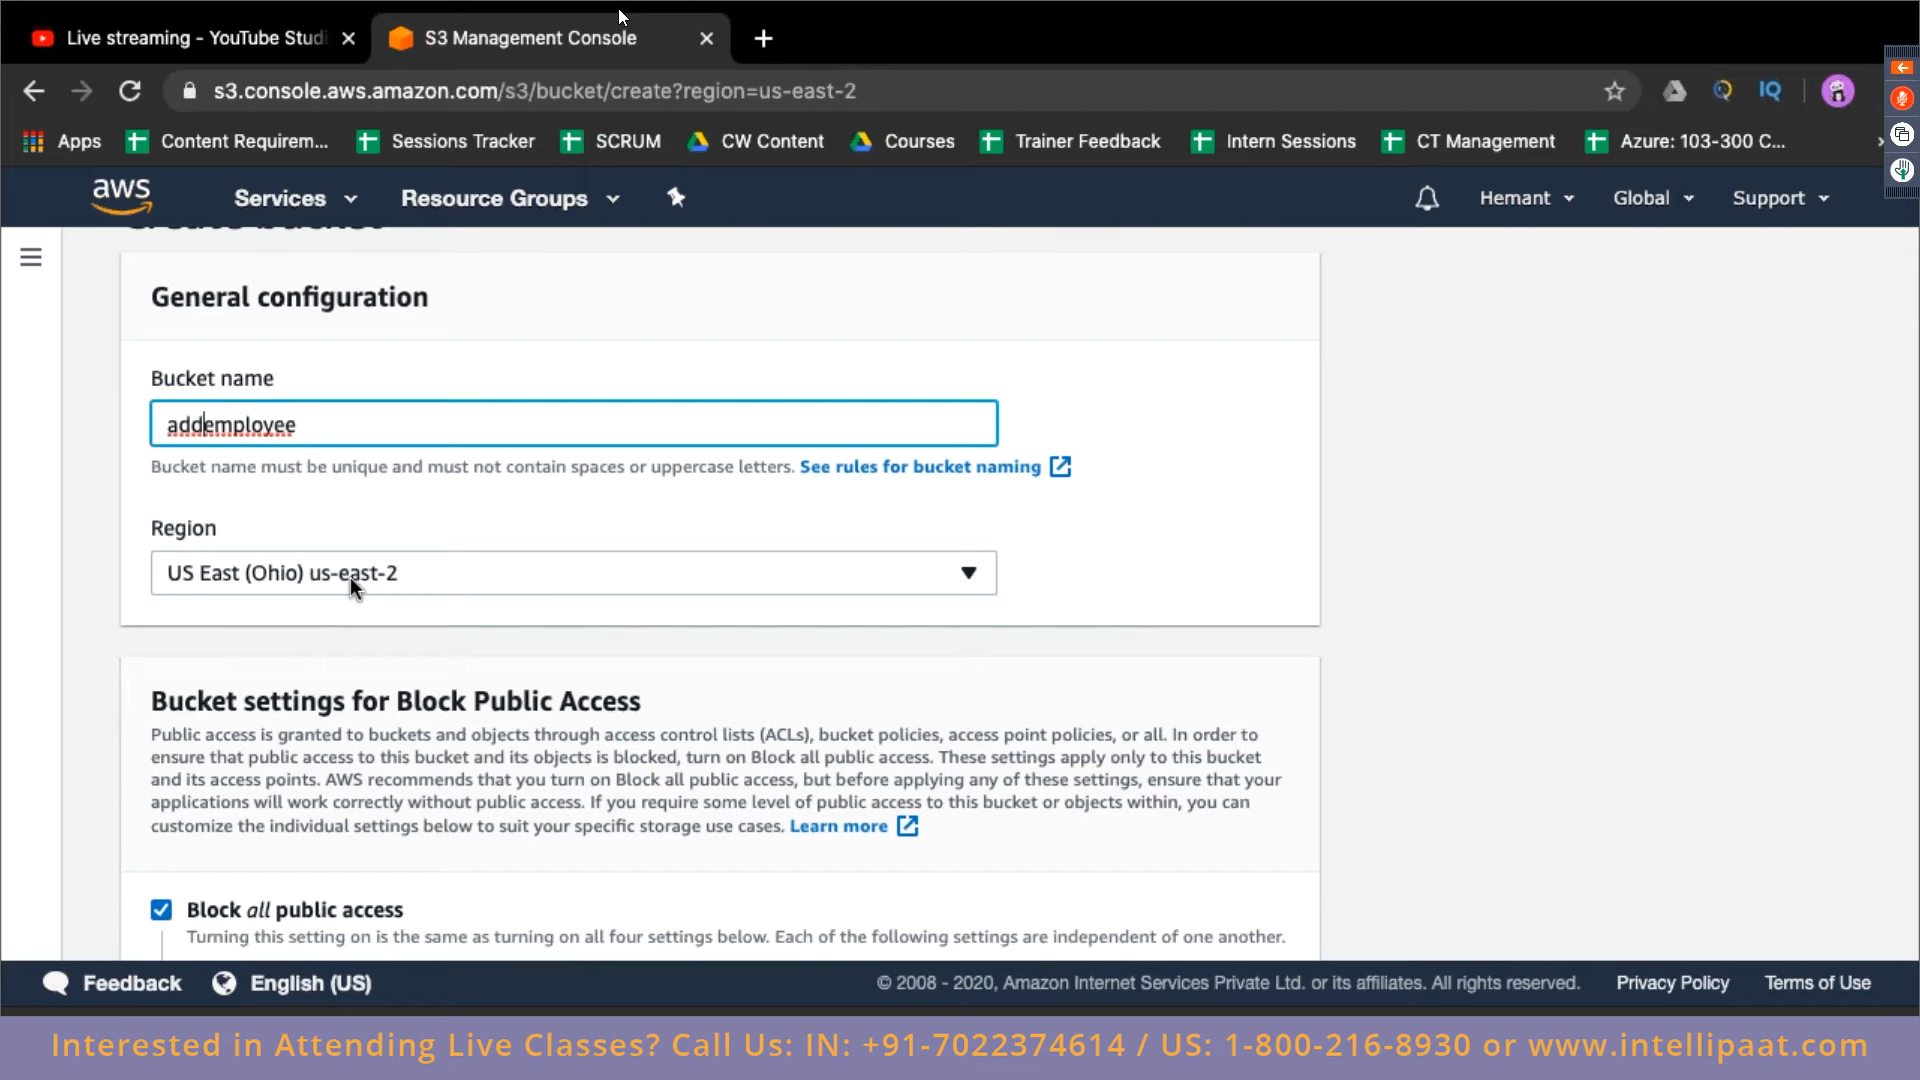 Live streaming - YouTube Studi
S3 Management Console
s3.console.aws.amazon.com/s3/bucket/create?region=us-east-2
IQ
Apps
Content Requirem...
Sessions Tracker
SCRUM
CW Content
Courses
Trainer Feedback
Intern Sessions
CT Management
Azure: 103-300 C...
aws
Services
Resource Groups
Hemant
Global
Support
Create bucket
General configuration
Bucket name
addemployee
Bucket name must be unique and must not contain spaces or uppercase letters. See rules for bucket naming
Region
US East (Ohio) us-east-2
Bucket settings for Block Public Access
Public access is granted to buckets and objects through access control lists (ACLs), bucket policies, access point policies, or all. In order to
ensure that public access to this bucket and its objects is blocked, turn on Block all public access. These settings apply only to this bucket
and its access points. AWS recommends that you turn on Block all public access, but before applying any of these settings, ensure that your
applications will work correctly without public access. If you require some level of public access to this bucket or objects within, you can
customize the individual settings below to suit your specific storage use cases. Learn more
Block all public access
Turning this setting on is the same as turning on all four settings below. Each of the following settings are independent of one another.
Feedback
English (US)
© 2008 - 2020, Amazon Internet Services Private Ltd. or its affiliates. All rights reserved.
Privacy Policy
Terms of Use
Interested in Attending Live Classes? Call Us: IN: +91-7022374614 / US: 1-800-216-8930 or www.intellipaat.com